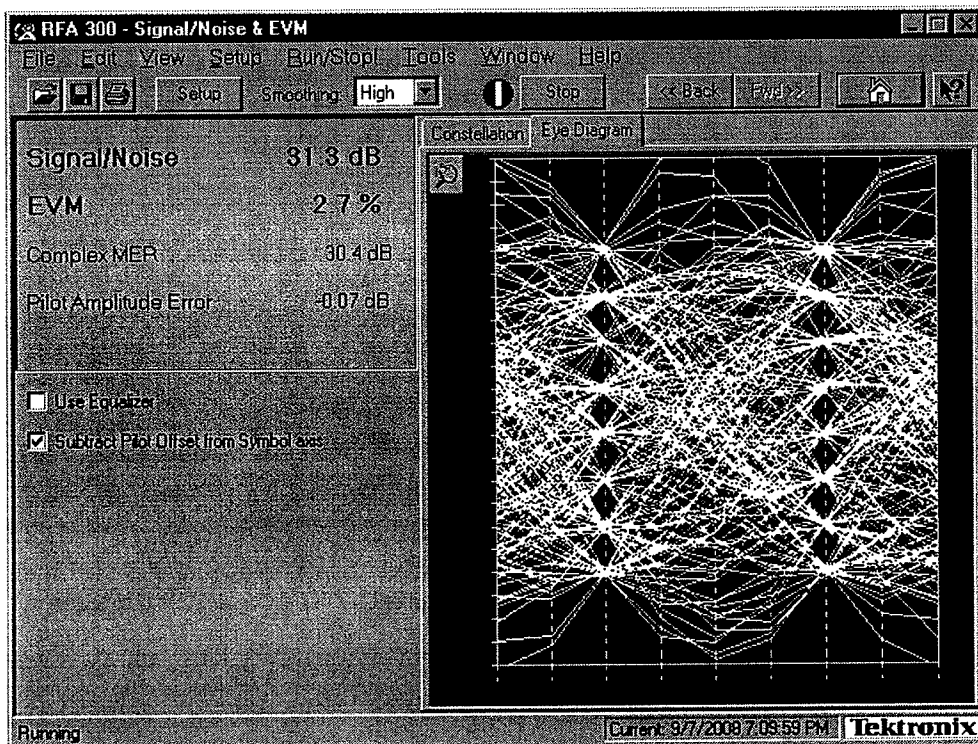 RFA 300 - Signal/Noise & EVM
File Edit View Setup Run/Stop! Tools Window Help
Setup Smoothing: High Stop << Back Fwd >>
Constellation Eye Diagram
Signal/Noise 31.3 dB
EVM 2.7 %
Complex MER 30.4 dB
Pilot Amplitude Error -0.07 dB
Use Equalizer
Subtract Pilot Offset from Symbol axis
Running Current: 9/7/2008 7:09:59 PM Tektronix